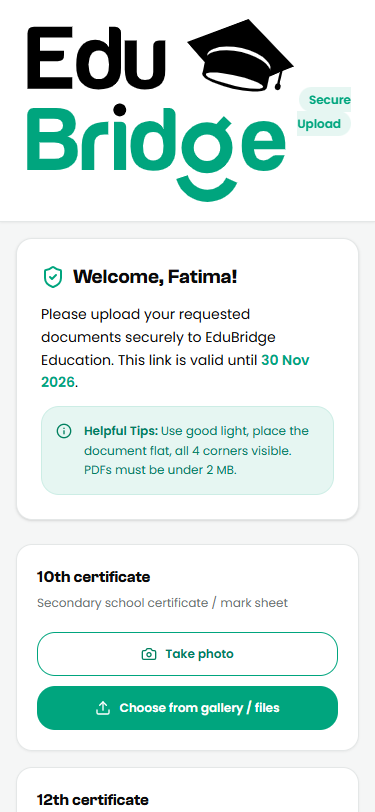 Edu
Bridge
Secure
Upload
Welcome, Fatima!
Please upload your requested
documents securely to EduBridge
Education. This link is valid until 30 Nov
2026.
Helpful Tips: Use good light, place the
document flat, all 4 corners visible.
PDFs must be under 2 MB.
10th certificate
Secondary school certificate / mark sheet
Take photo
Choose from gallery / files
12th certificate